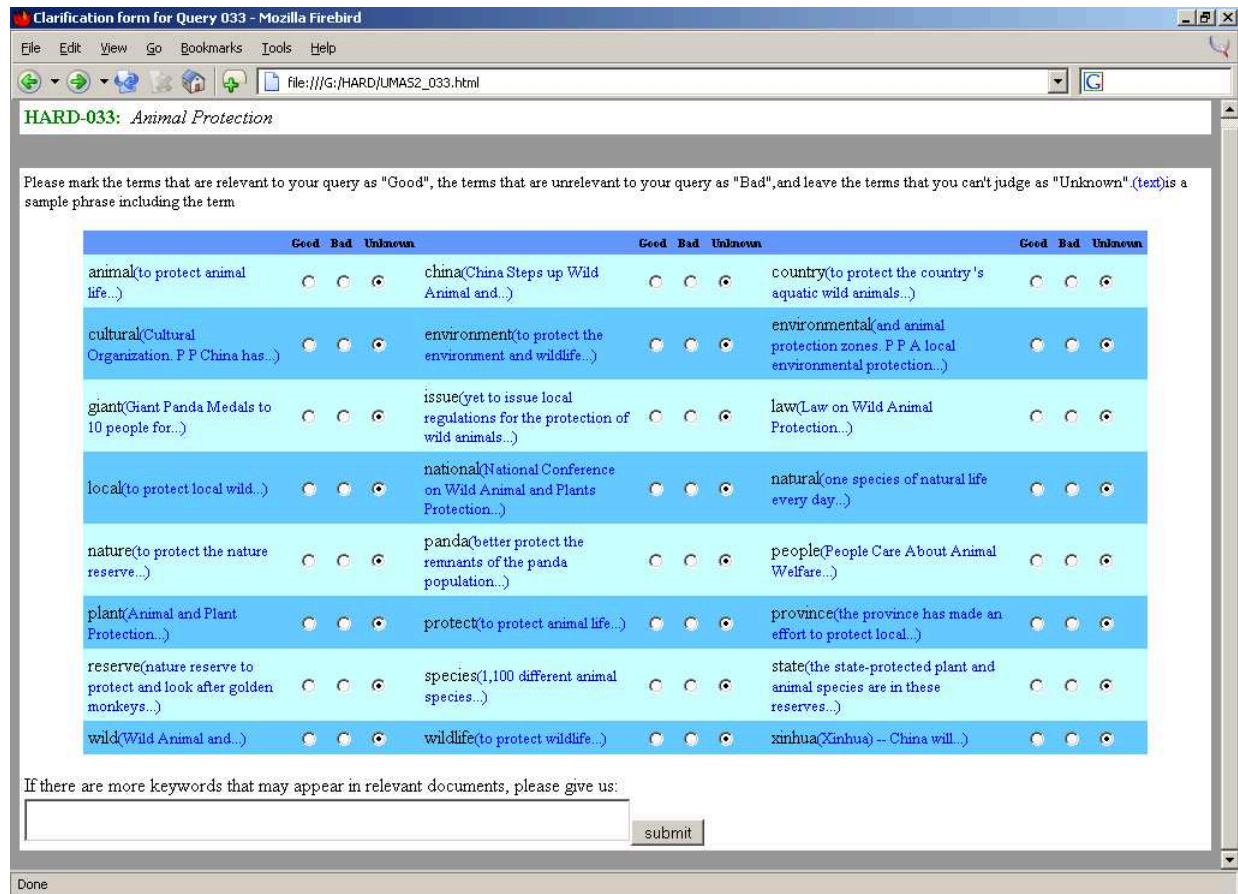 Clarification form for Query 033 - Mozilla Firebird
File Edit View Go Bookmarks Tools Help
file:///G:/HARD/UMAS2_033.html
G
HARD-033: Animal Protection
Please mark the terms that are relevant to your query as "Good", the terms that are unrelevant to your query as "Bad",and leave the terms that you can't judge as "Unknown".(text)is a
sample phrase including the term
Good Bad Unknown Good Bad Unknown Good Bad Unknown
animal(to protect animal
life...)
china(China Steps up Wild
Animal and...)
country(to protect the country 's
aquatic wild animals...)
cultural(Cultural
Organization. P P China has...)
environment(to protect the
environment and wildlife...)
environmental(and animal
protection zones. P P A local
environmental protection...)
giant(Giant Panda Medals to
10 people for...)
issue(yet to issue local
regulations for the protection of
wild animals...)
law(Law on Wild Animal
Protection...)
local(to protect local wild...)
national(National Conference
on Wild Animal and Plants
Protection...)
natural(one species of natural life
every day...)
nature(to protect the nature
reserve...)
panda(better protect the
remnants of the panda
population...)
people(People Care About Animal
Welfare...)
plant(Animal and Plant
Protection...)
protect(to protect animal life...)
province(the province has made an
effort to protect local...)
reserve(nature reserve to
protect and look after golden
monkeys...)
species(1,100 different animal
species...)
state(the state-protected plant and
animal species are in these
reserves...)
wild(Wild Animal and...)
wildlife(to protect wildlife...)
xinhua(Xinhua) -- China will...)
If there are more keywords that may appear in relevant documents, please give us:
submit
Done